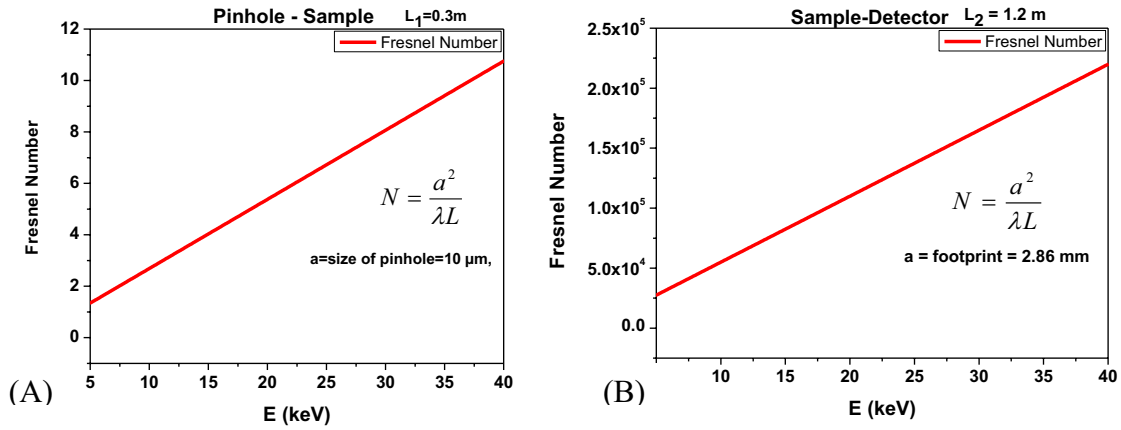 Pinhole - Sample L₁=0.3m
Fresnel Number
12
10
8
6
4
2
0
Fresnel Number
N = a² / λL
a=size of pinhole=10 µm,
5 10 15 20 25 30 35 40
E (keV)
(A)
Sample-Detector L₂ = 1.2 m
Fresnel Number
2.5x10⁵
2.0x10⁵
1.5x10⁵
1.0x10⁵
5.0x10⁴
0.0
Fresnel Number
N = a² / λL
a = footprint = 2.86 mm
10 15 20 25 30 35 40
E (keV)
(B)